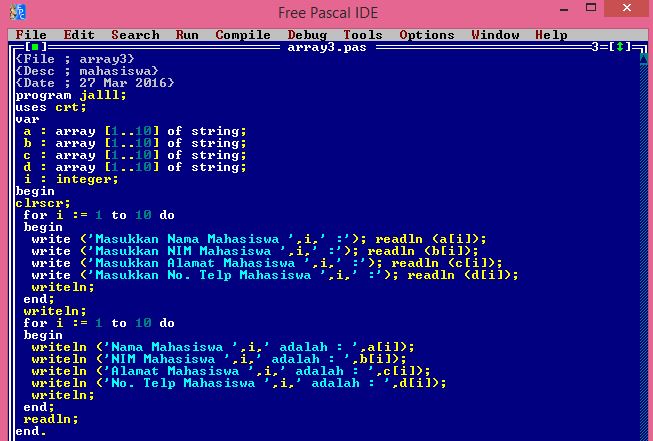 Free Pascal IDE
File Edit Search Run Compile Debug Tools Options Window Help
array3.pas 3
{File ; array3}
{Desc ; mahasiswa}
{Date ; 27 Mar 2016}
program jalll;
uses crt;
var
a : array [1..10] of string;
b : array [1..10] of string;
c : array [1..10] of string;
d : array [1..10] of string;
i : integer;
begin
clrscr;
for i := 1 to 10 do
begin
write ('Masukkan Nama Mahasiswa ',i,' :'); readln (a[i]);
write ('Masukkan NIM Mahasiswa ',i,' :'); readln (b[i]);
write ('Masukkan Alamat Mahasiswa ',i,' :'); readln (c[i]);
write ('Masukkan No. Telp Mahasiswa ',i,' :'); readln (d[i]);
writeln;
end;
writeln;
for i := 1 to 10 do
begin
writeln ('Nama Mahasiswa ',i,' adalah : ',a[i]);
writeln ('NIM Mahasiswa ',i,' adalah : ',b[i]);
writeln ('Alamat Mahasiswa ',i,' adalah : ',c[i]);
writeln ('No. Telp Mahasiswa ',i,' adalah : ',d[i]);
writeln;
end;
readln;
end.